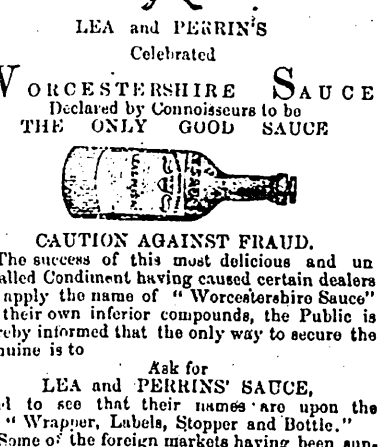 LEA and PERRIN'S
Celebrated
WORCESTERSHIRE SAUCE
Declared by Connoisseurs to be
THE ONLY GOOD SAUCE
CAUTION AGAINST FRAUD.
The success of this most delicious and un
alled Condiment having caused certain dealers
apply the name of "Worcestershire Sauce"
their own inferior compounds, the Public is
reby informed that the only way to secure the
nuine is to
Ask for
LEA and PERRINS' SAUCE,
d to see that their names are upon the
"Wrapper, Labels, Stopper and Bottle."
Some of the foreign markets having been sup-